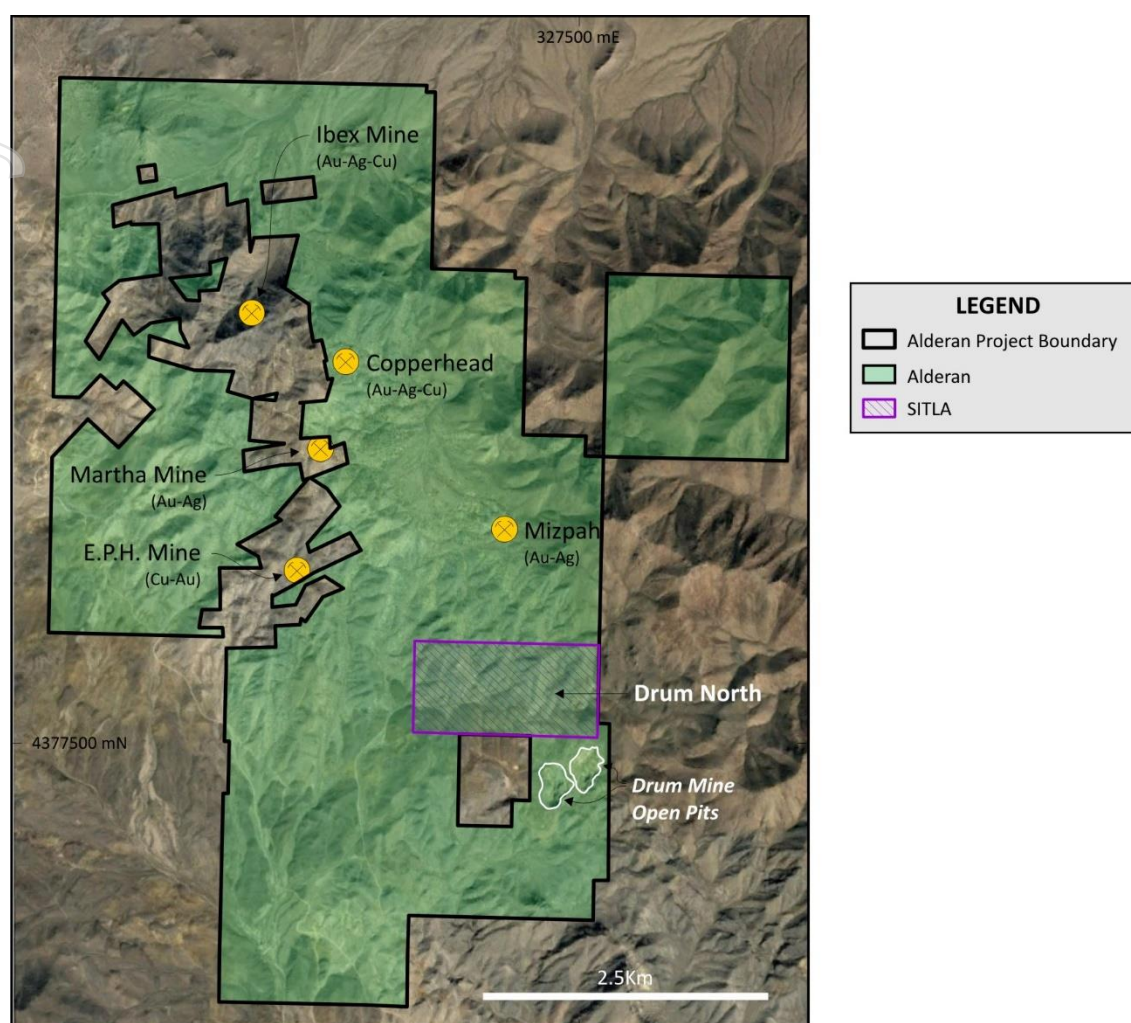 327500 mE
Ibex Mine
(Au-Ag-Cu)
Copperhead
(Au-Ag-Cu)
Martha Mine
(Au-Ag)
Mizpah
(Au-Ag)
E.P.H. Mine
(Cu-Au)
Drum North
4377500 mN
Drum Mine
Open Pits
2.5Km
LEGEND
Alderan Project Boundary
Alderan
SITLA